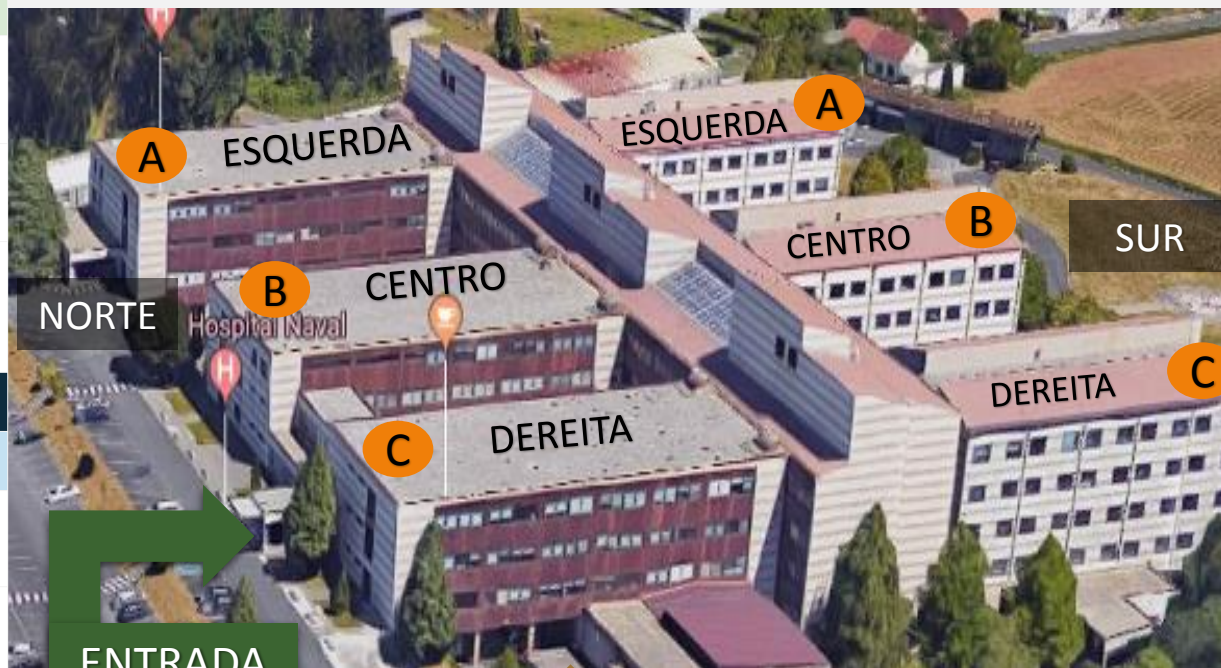 H
A
ESQUERDA
ESQUERDA
A
NORTE
B
CENTRO
CENTRO
B
SUR
Hospital Naval
H
C
DEREITA
DEREITA
C
ENTRADA